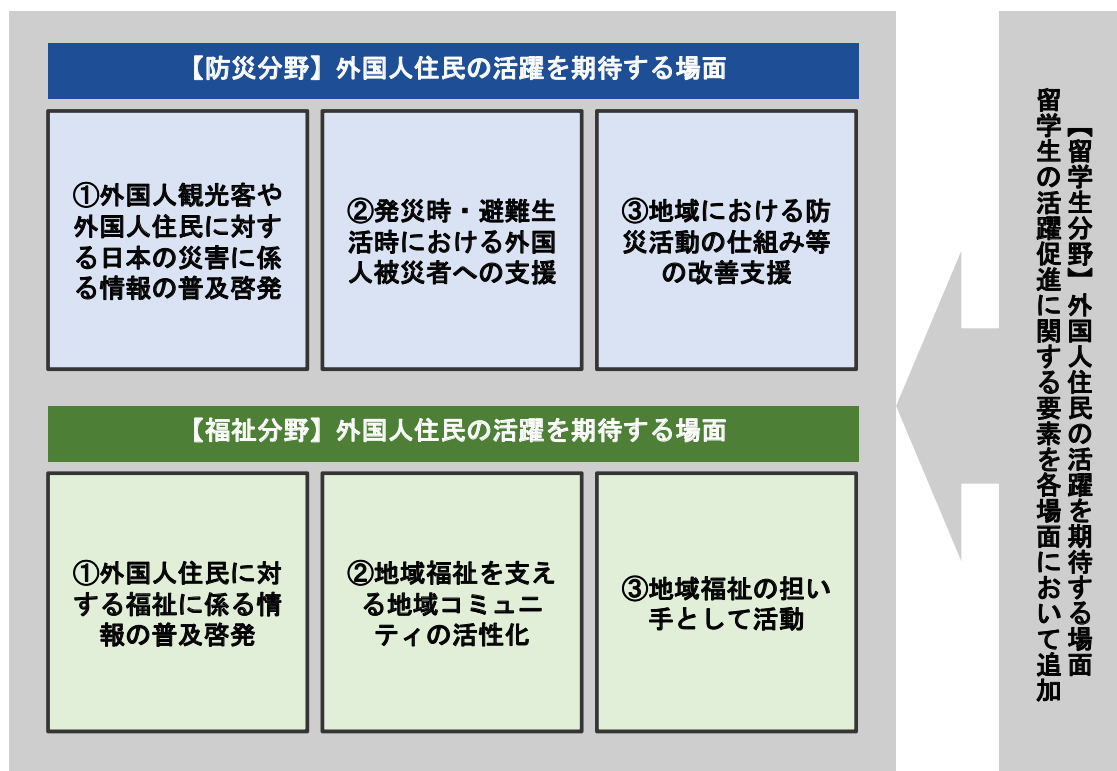 【防災分野】外国人住民の活躍を期待する場面
①外国人観光客や
外国人住民に対す
る日本の災害に係
る情報の普及啓発
②発災時・避難生
活時における外国
人被災者への支援
③地域における防
災活動の仕組み等
の改善支援
【福祉分野】外国人住民の活躍を期待する場面
①外国人住民に対
する福祉に係る情
報の普及啓発
②地域福祉を支え
る地域コミュニ
ティの活性化
③地域福祉の担い
手として活動
【留学生分野】外国人住民の活躍を期待する場面
留学生の活躍促進に関する要素を各場面において追加